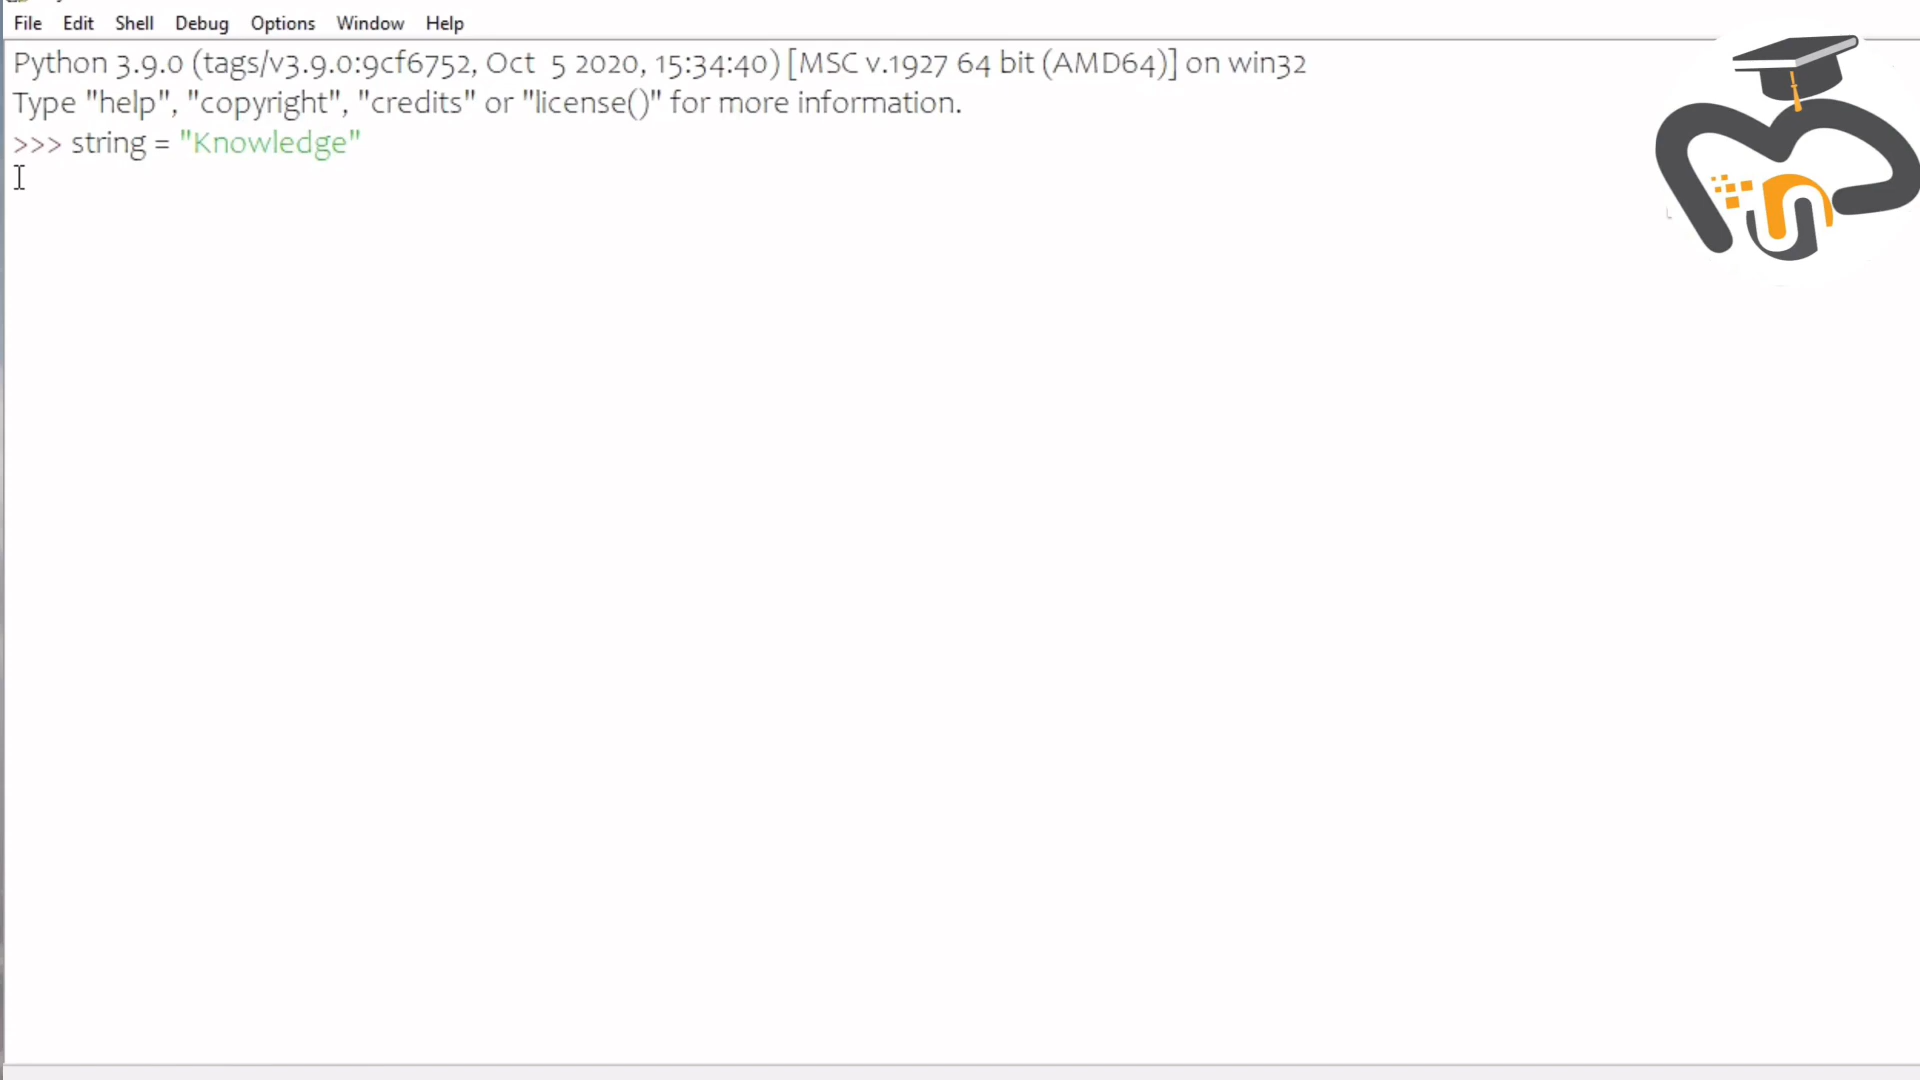 File Edit Shell Debug Options Window Help
Python 3.9.0 (tags/v3.9.0:9cf6752, Oct  5 2020, 15:34:40) [MSC v.1927 64 bit (AMD64)] on win32
Type "help", "copyright", "credits" or "license()" for more information.
>>> string = "Knowledge"